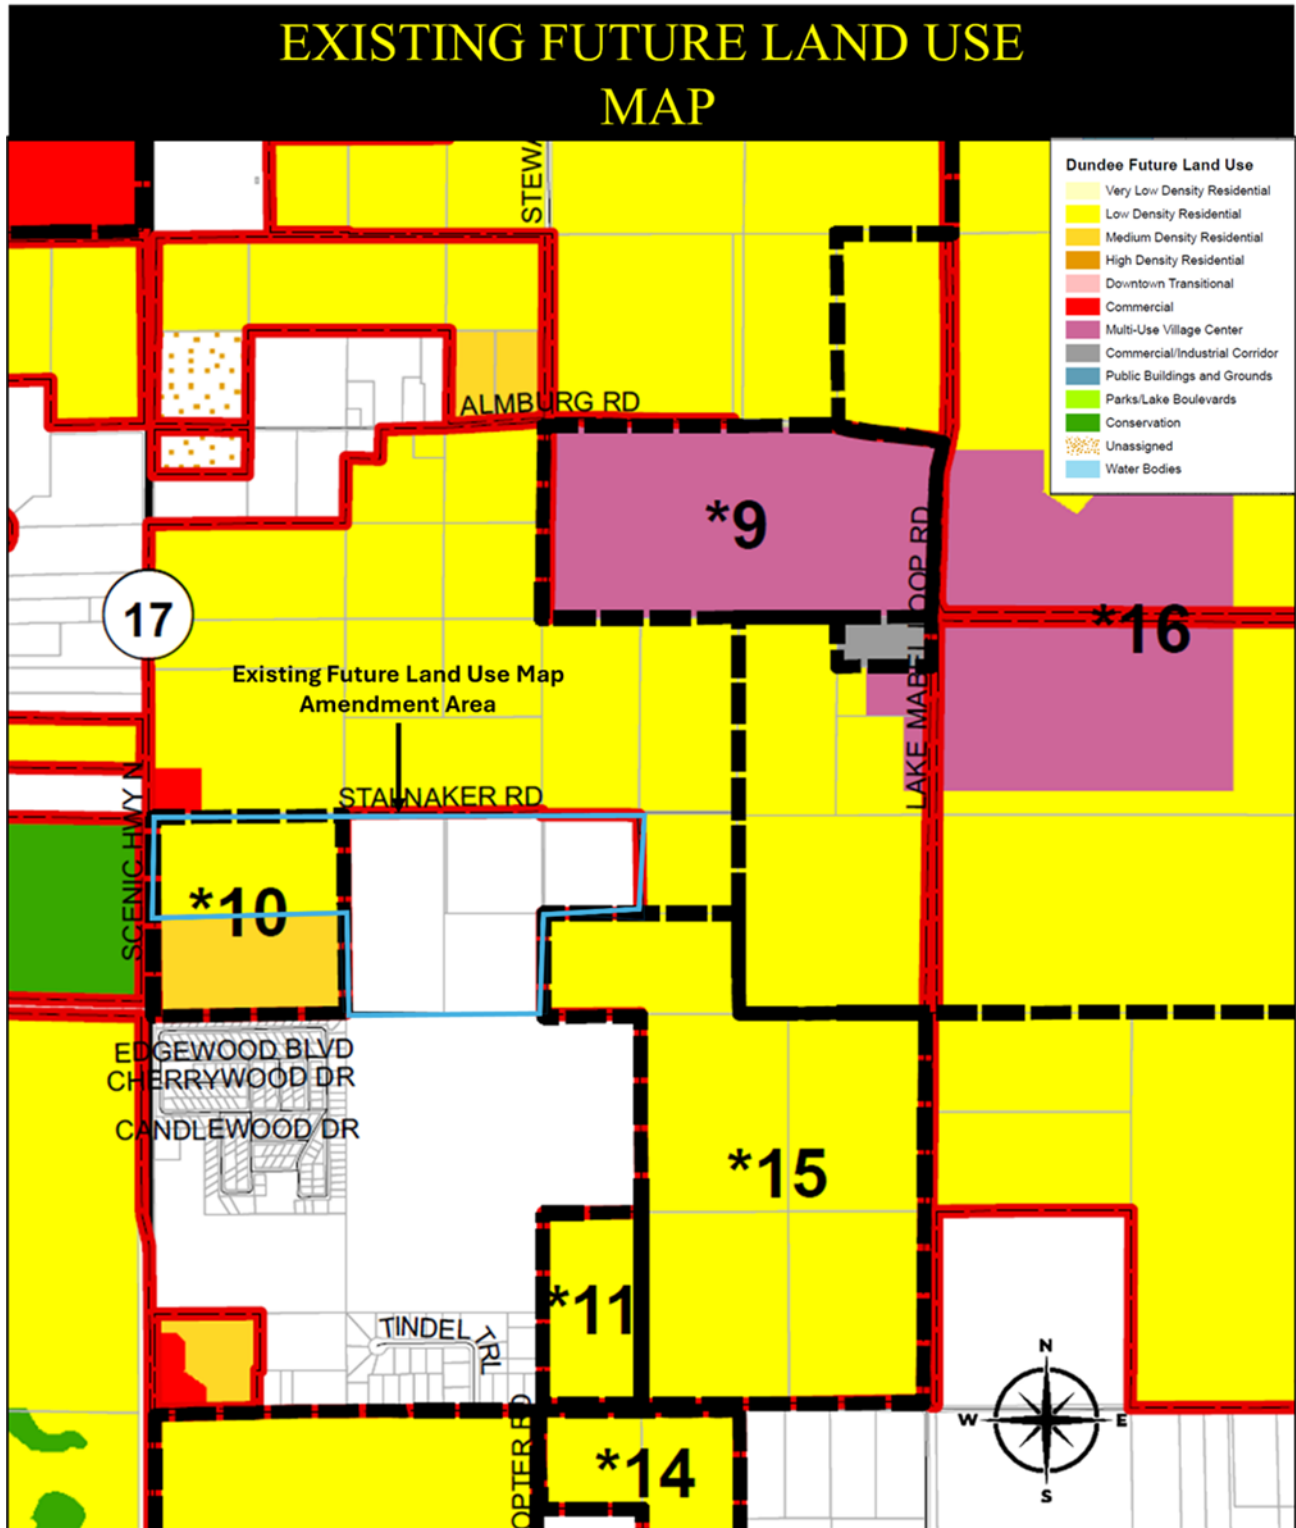 EXISTING FUTURE LAND USE
MAP
STEWA
Dundee Future Land Use
Very Low Density Residential
Low Density Residential
Medium Density Residential
High Density Residential
Downtown Transitional
Commercial
Multi-Use Village Center
Commercial/Industrial Corridor
Public Buildings and Grounds
Parks/Lake Boulevards
Conservation
Unassigned
Water Bodies
ALMBURG RD
*9
LAKE MABEL LOOP RD
17
*16
Existing Future Land Use Map
Amendment Area
STALNAKER RD
SCENIC HWY N
*10
EDGEWOOD BLVD
CHERRYWOOD DR
CANDLEWOOD DR
*15
*11
TINDEL TRL
OPTER RD
*14
N
W
E
S